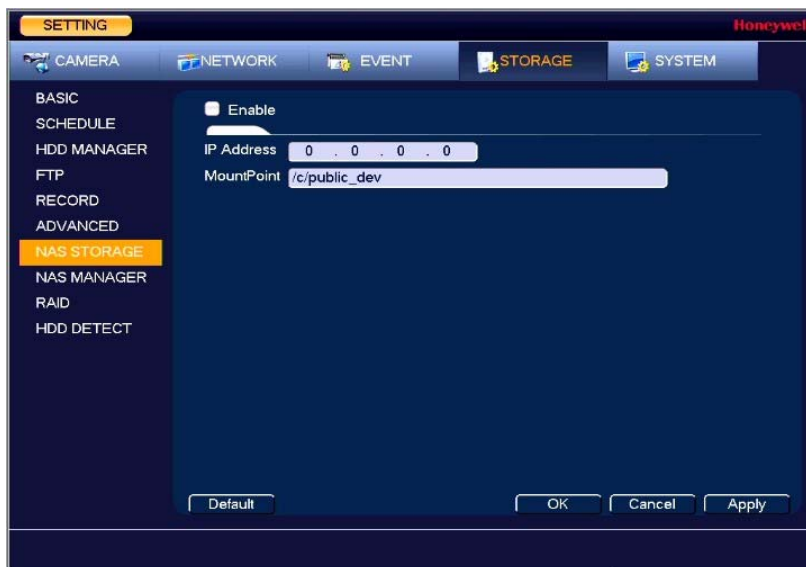 SETTING
Honeywell
CAMERA NETWORK EVENT STORAGE SYSTEM
BASIC
SCHEDULE
HDD MANAGER
FTP
RECORD
ADVANCED
NAS STORAGE
NAS MANAGER
RAID
HDD DETECT
Enable
IP Address 0 . 0 . 0 . 0
MountPoint /c/public_dev
Default OK Cancel Apply